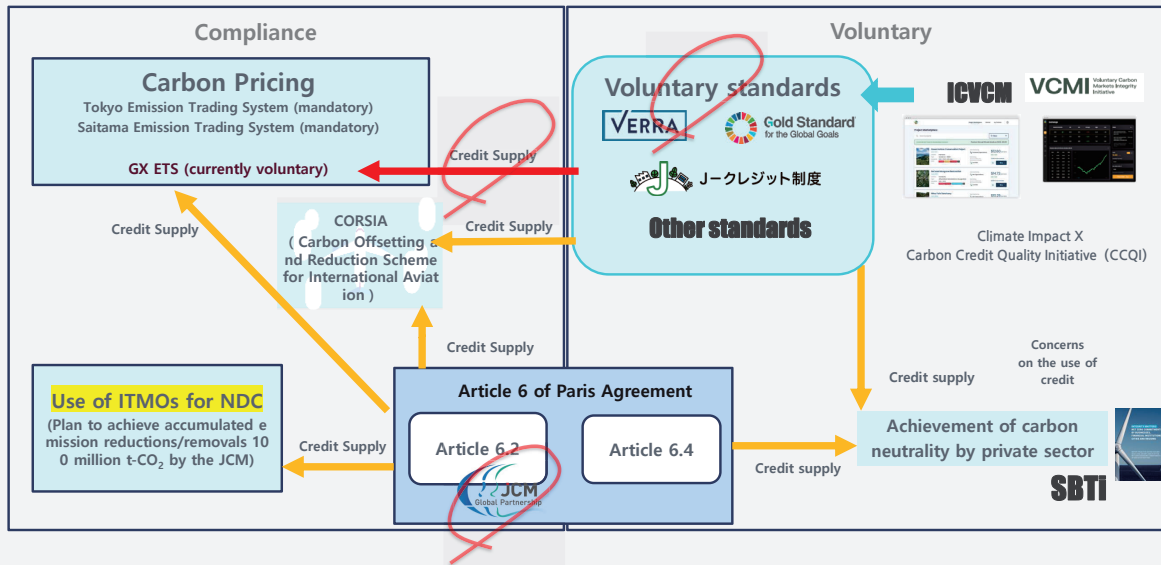 Compliance
Voluntary
Carbon Pricing
Tokyo Emission Trading System (mandatory)
Saitama Emission Trading System (mandatory)
GX ETS (currently voluntary)
Credit Supply
Voluntary standards
VERRA
Gold Standard
for the Global Goals
J－クレジット制度
Other standards
ICVCM
VCMI
Voluntary Carbon
Markets Integrity
Initiative
Climate Impact X
Carbon Credit Quality Initiative（CCQI）
Credit Supply
CORSIA
( Carbon Offsetting a
nd Reduction Scheme
for International Aviat
ion )
Credit Supply
Credit Supply
Concerns
on the use of
credit
Credit supply
Use of ITMOs for NDC
(Plan to achieve accumulated e
mission reductions/removals 10
0 million t-CO₂ by the JCM)
Credit Supply
Article 6 of Paris Agreement
Article 6.2
Article 6.4
JCM
Global Partnership
Credit supply
Achievement of carbon
neutrality by private sector
SBTi